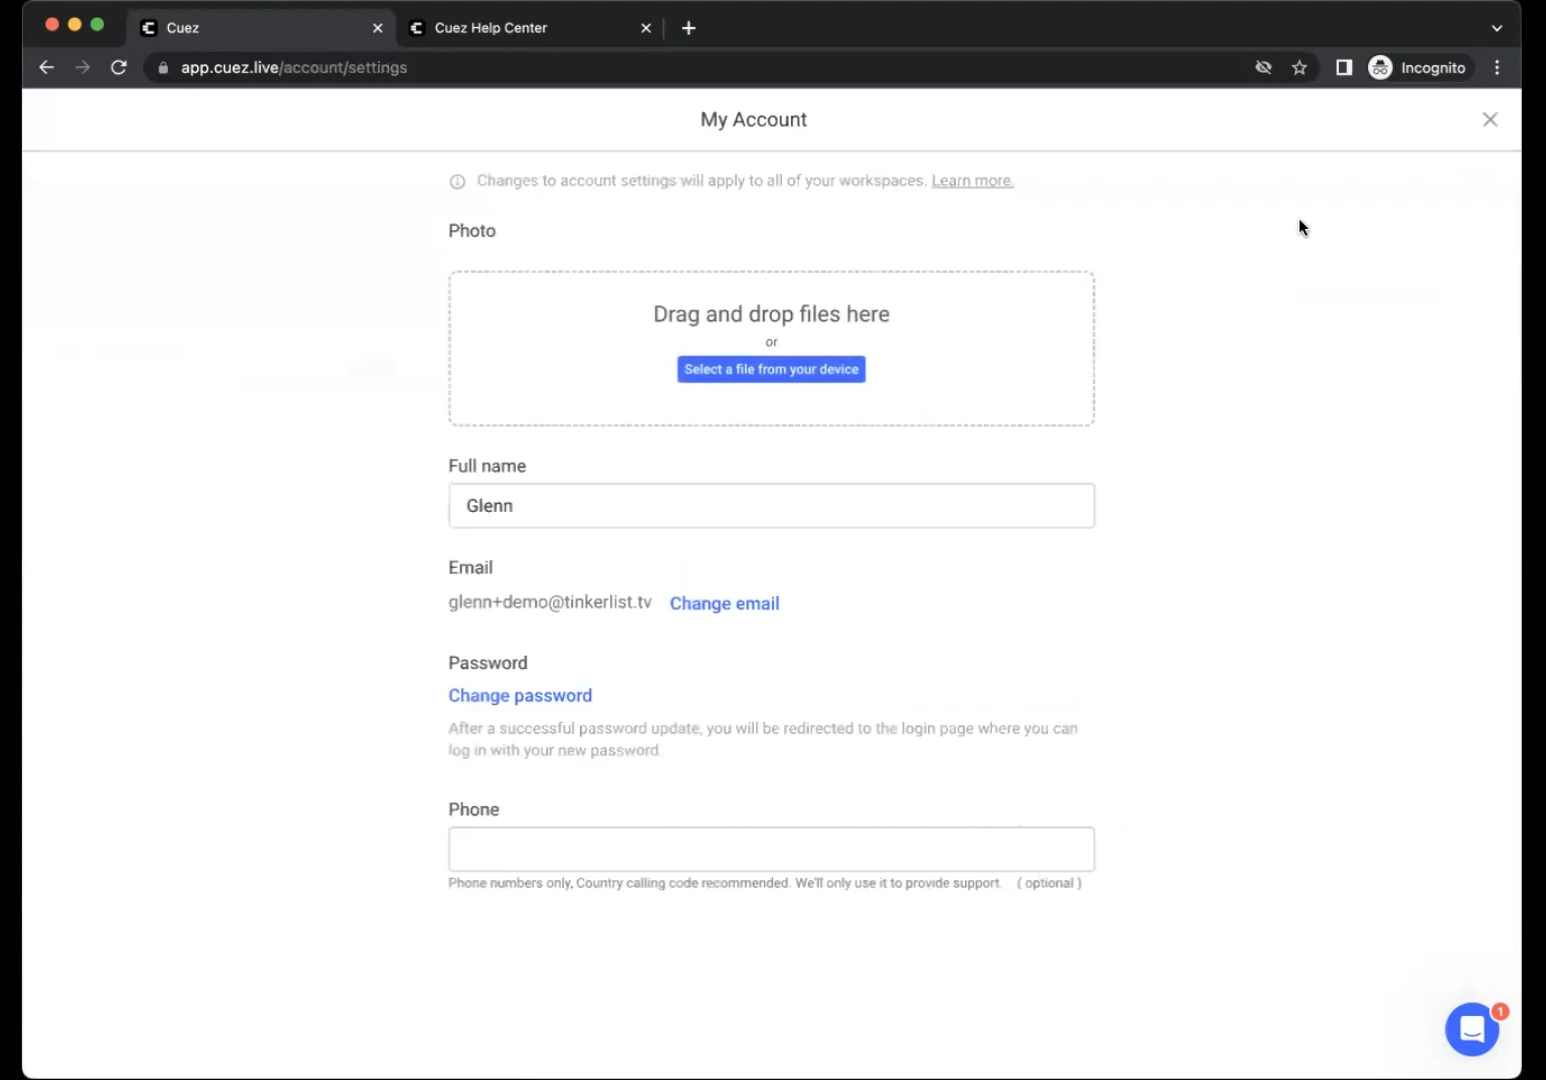 Cuez
Cuez Help Center
app.cuez.live/account/settings
Incognito
My Account
Changes to account settings will apply to all of your workspaces. Learn more.
Photo
Drag and drop files here
or
Select a file from your device
Full name
Glenn
Email
glenn+demo@tinkerlist.tv Change email
Password
Change password
After a successful password update, you will be redirected to the login page where you can
log in with your new password.
Phone
Phone numbers only, Country calling code recommended. We'll only use it to provide support. ( optional )
1